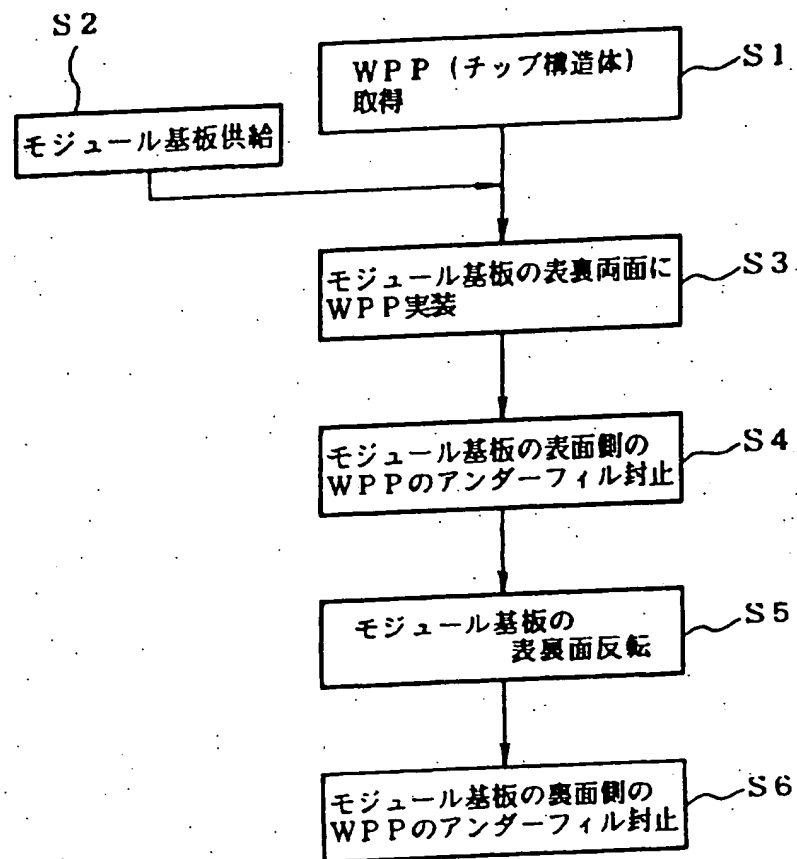 S2
WPP(チップ構造体)
取得
S1
モジュール基板供給
モジュール基板の表裏両面に
WPP実装
S3
モジュール基板の表面側の
WPPのアンダーフィル封止
S4
モジュール基板の
表裏面反転
S5
モジュール基板の裏面側の
WPPのアンダーフィル封止
S6